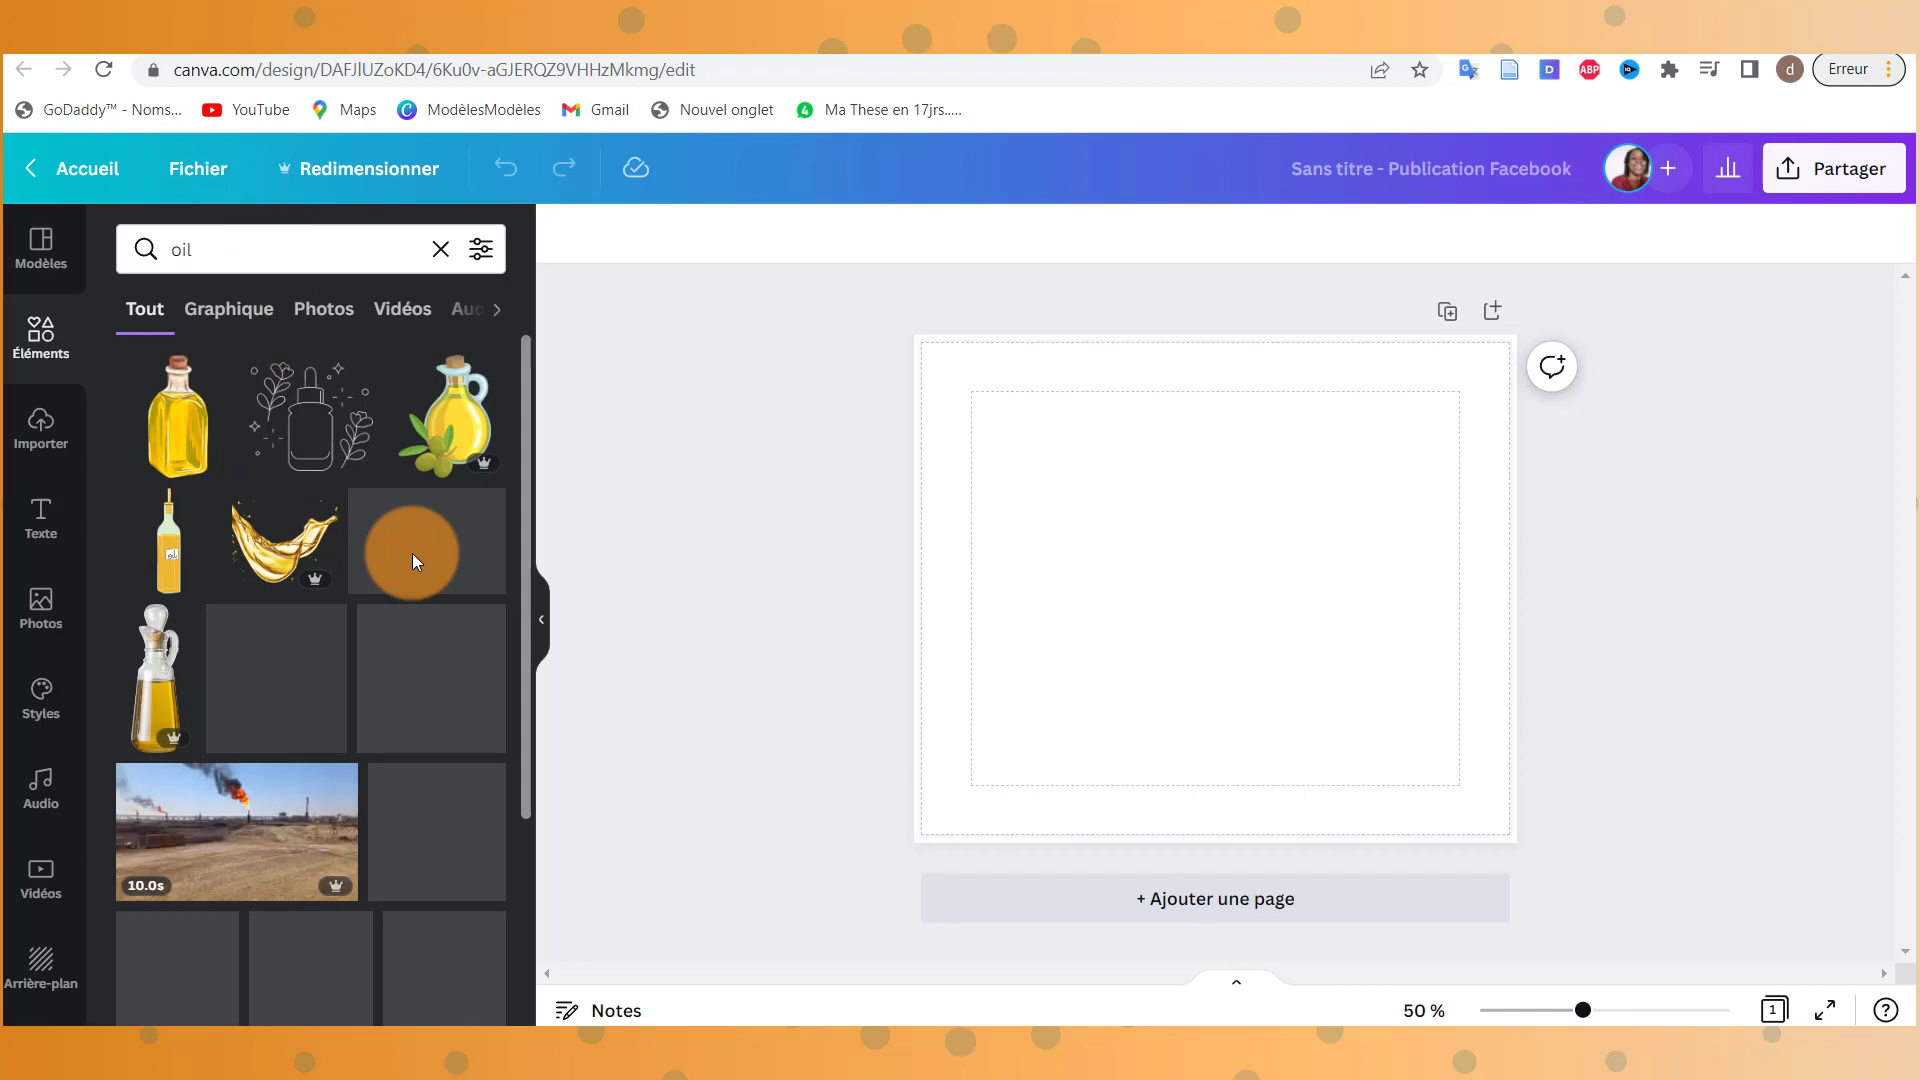 canva.com/design/DAFJlUZoKD4/6Ku0v-aGJERQZ9VHHzMkmg/edit
D
ABP
d
Erreur
GoDaddy™ - Noms...
YouTube
Maps
ModèlesModèles
Gmail
Nouvel onglet
Ma These en 17jrs.....
Accueil
Fichier
Redimensionner
Sans titre - Publication Facebook
Partager
Modèles
Éléments
Importer
Texte
Photos
Styles
Audio
Vidéos
Arrière-plan
oil
Tout
Graphique
Photos
Vidéos
Aud
10.0s
+ Ajouter une page
Notes
50 %
1